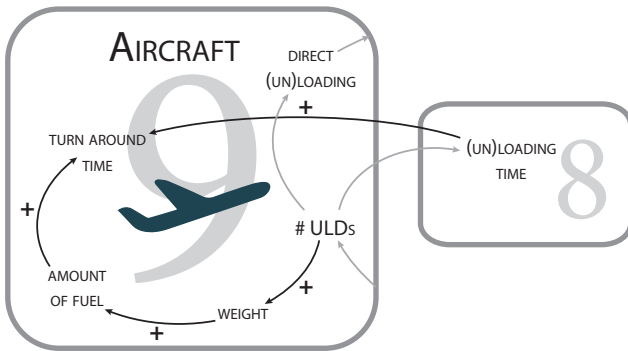 AIRCRAFT
9
DIRECT
(UN)LOADING
+
TURN AROUND
TIME
(UN)LOADING
TIME
8
+
# ULDs
AMOUNT
OF FUEL
+
WEIGHT
+